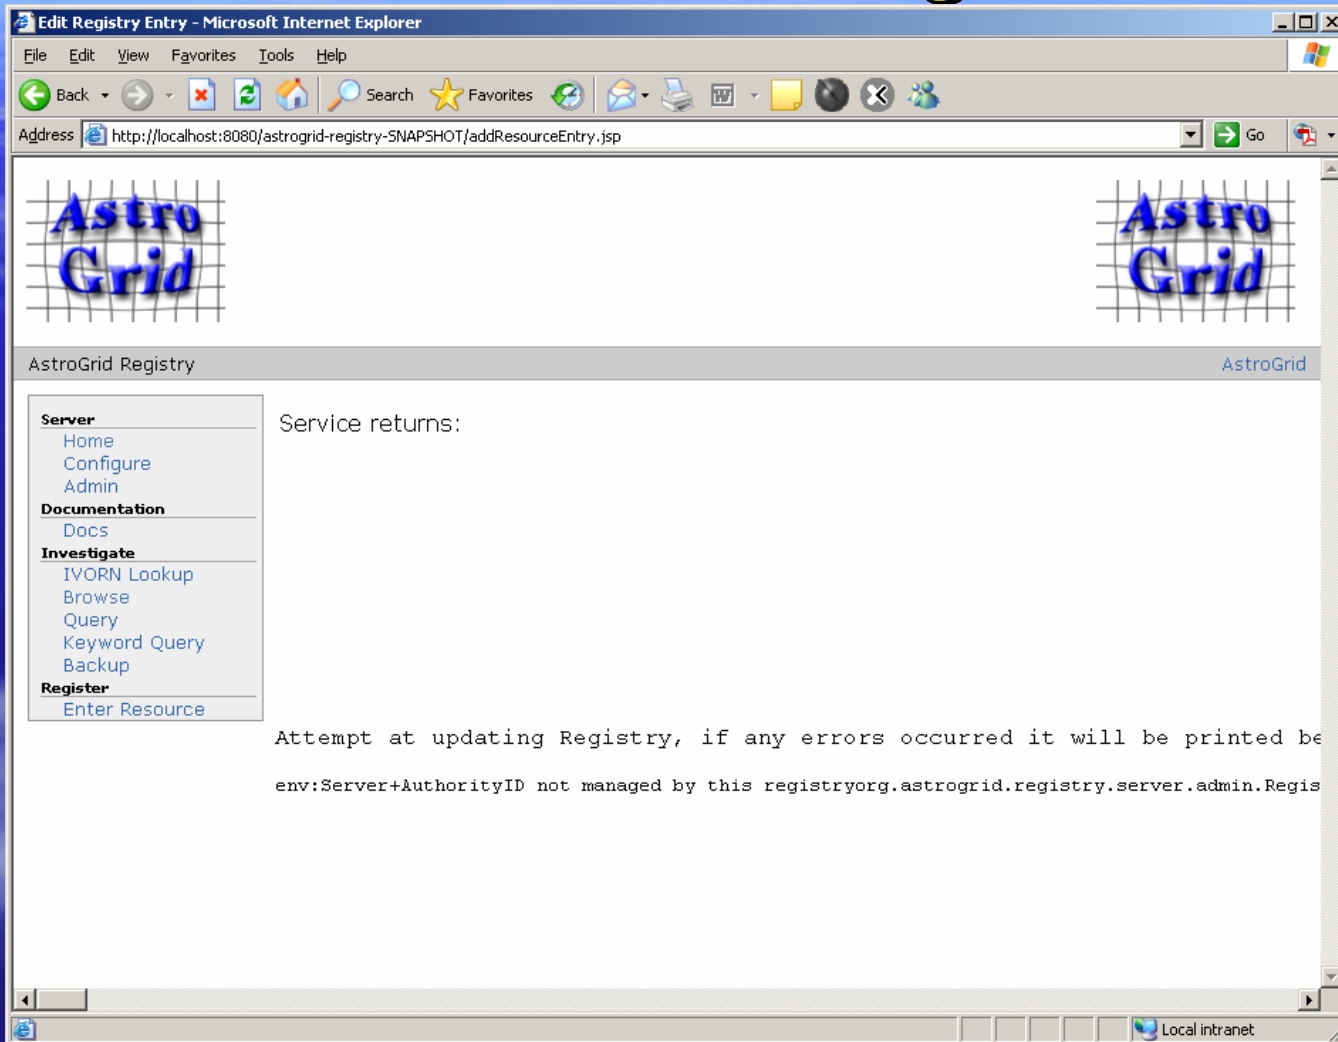 Edit Registry Entry - Microsoft Internet Explorer
File Edit View Favorites Tools Help
Back Search Favorites
Address http://localhost:8080/astrogrid-registry-SNAPSHOT/addResourceEntry.jsp Go
Astro Grid
Astro Grid
AstroGrid Registry AstroGrid
Server
Home
Configure
Admin
Documentation
Docs
Investigate
IVORN Lookup
Browse
Query
Keyword Query
Backup
Register
Enter Resource
Service returns:
Attempt at updating Registry, if any errors occurred it will be printed be
env:Server+AuthorityID not managed by this registryorg.astrogrid.registry.server.admin.Regis
Local intranet